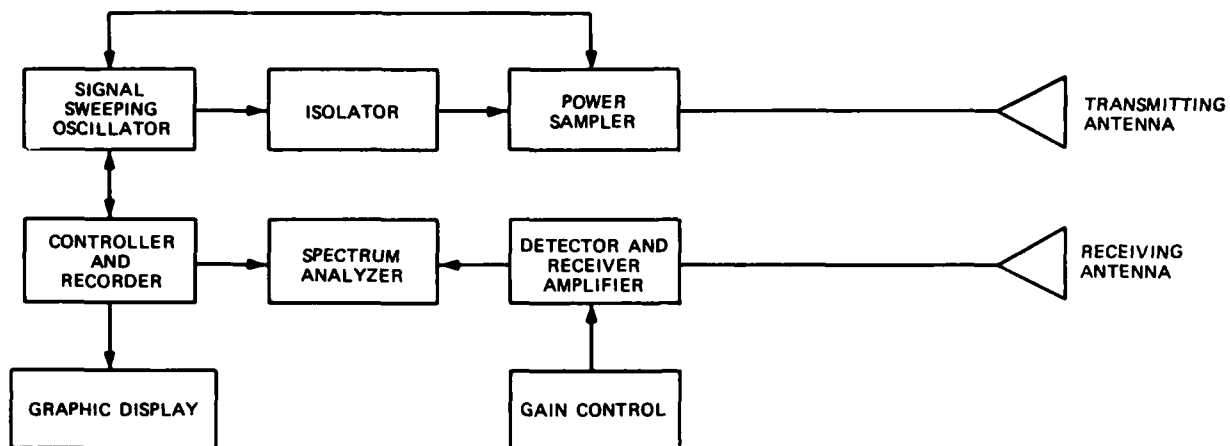 SIGNAL
SWEEPING
OSCILLATOR
ISOLATOR
POWER
SAMPLER
TRANSMITTING
ANTENNA
CONTROLLER
AND
RECORDER
SPECTRUM
ANALYZER
DETECTOR AND
RECEIVER
AMPLIFIER
RECEIVING
ANTENNA
GRAPHIC DISPLAY
GAIN CONTROL